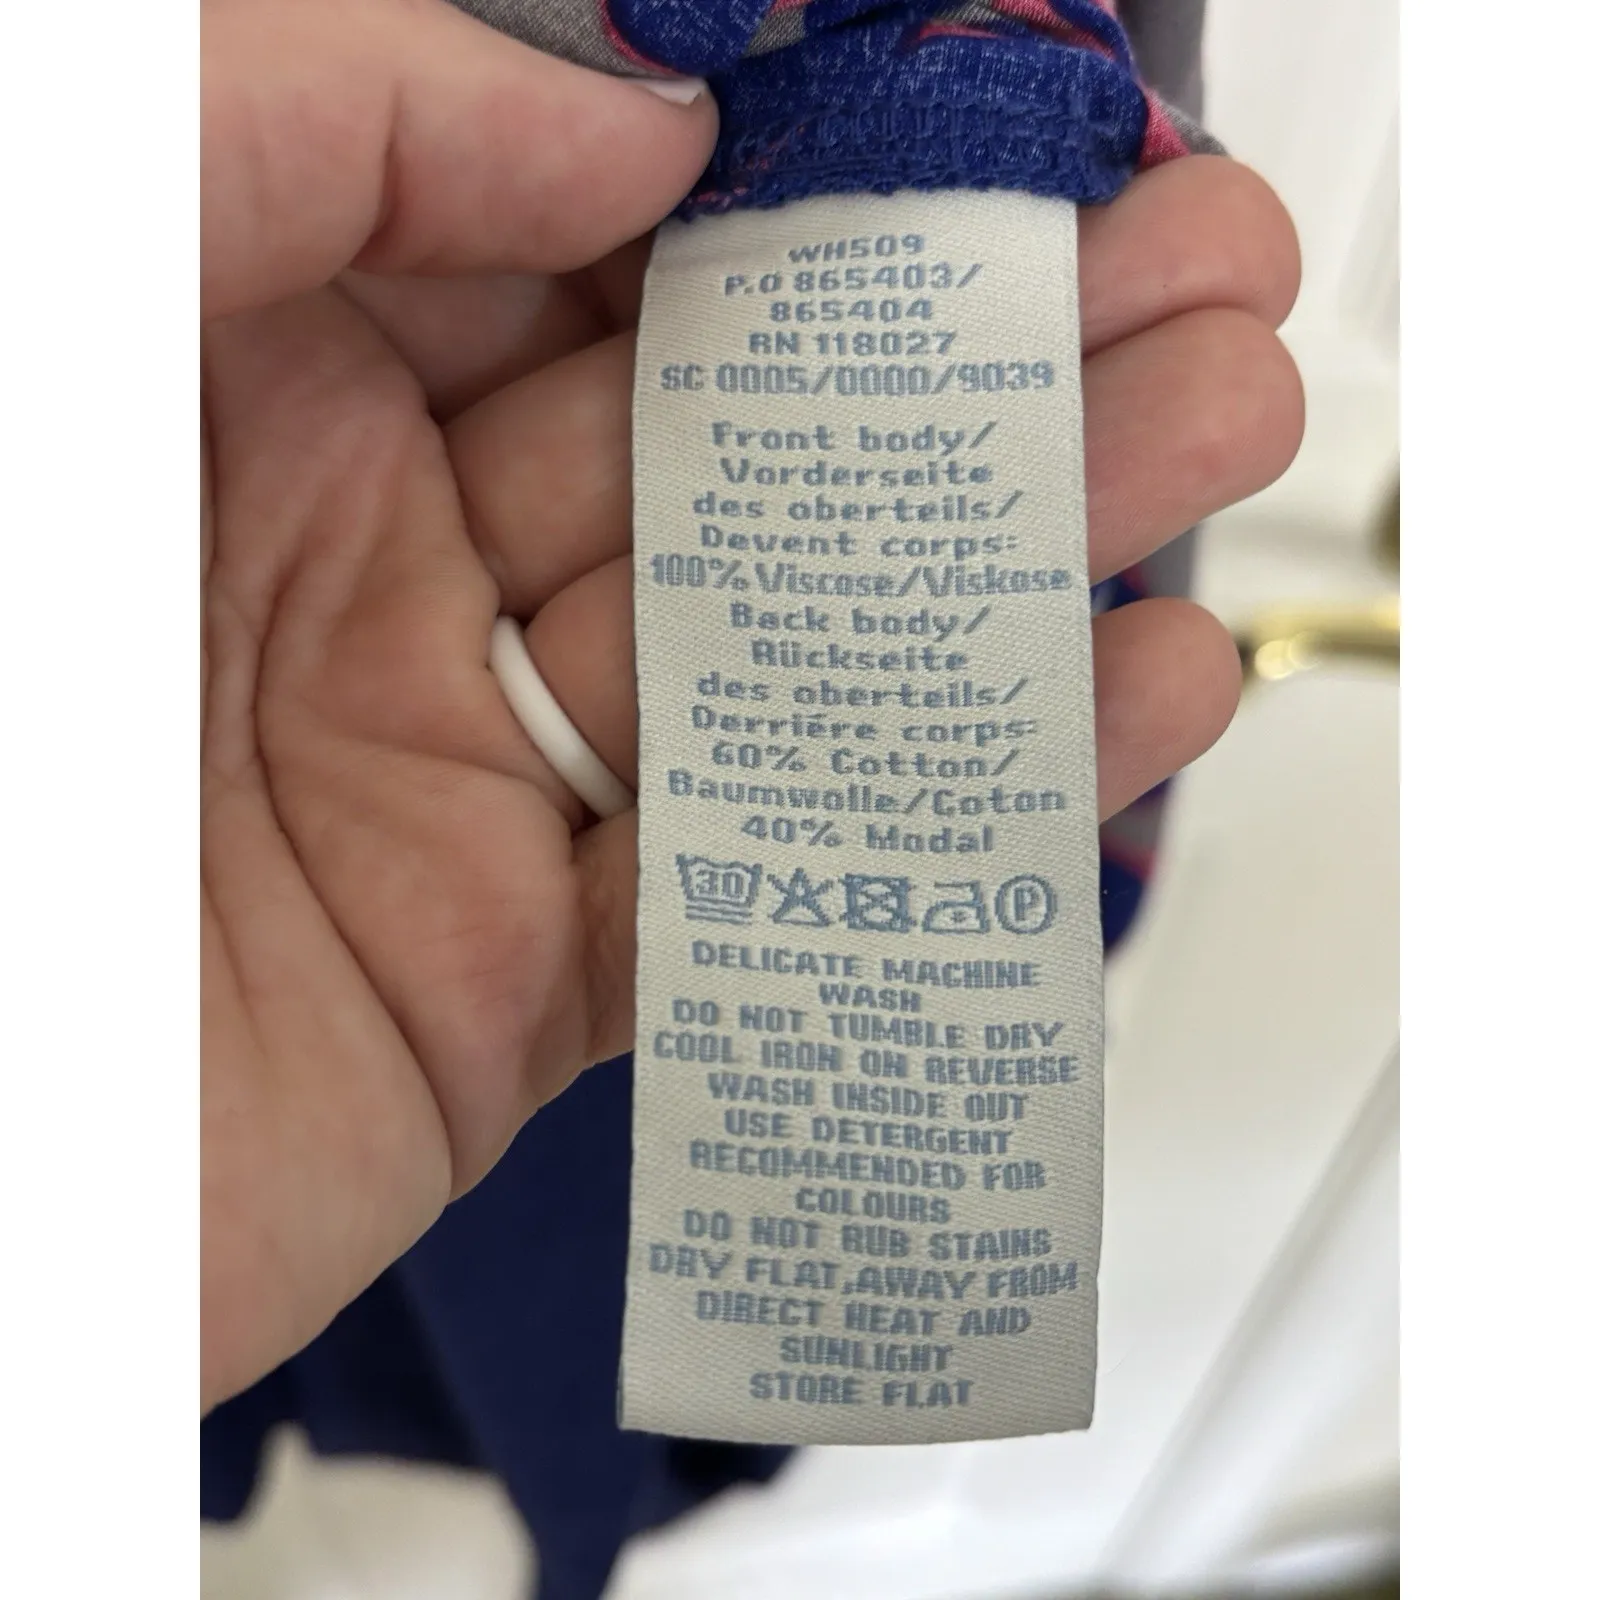 WH509
P.O 865403/
865404
RN 118027
SC 0005/0000/9039
Front body/
Vorderseite
des oberteils/
Devent corps:
100% Viscose/Viskose
Back body/
Rückseite
des oberteils/
Derriére corps:
60% Cotton/
Baumwolle/Coton
40% Modal
30 P
DELICATE MACHINE
WASH
DO NOT TUMBLE DRY
COOL IRON ON REVERSE
WASH INSIDE OUT
USE DETERGENT
RECOMMENDED FOR
COLOURS
DO NOT RUB STAINS
DRY FLAT,AWAY FROM
DIRECT HEAT AND
SUNLIGHT
STORE FLAT